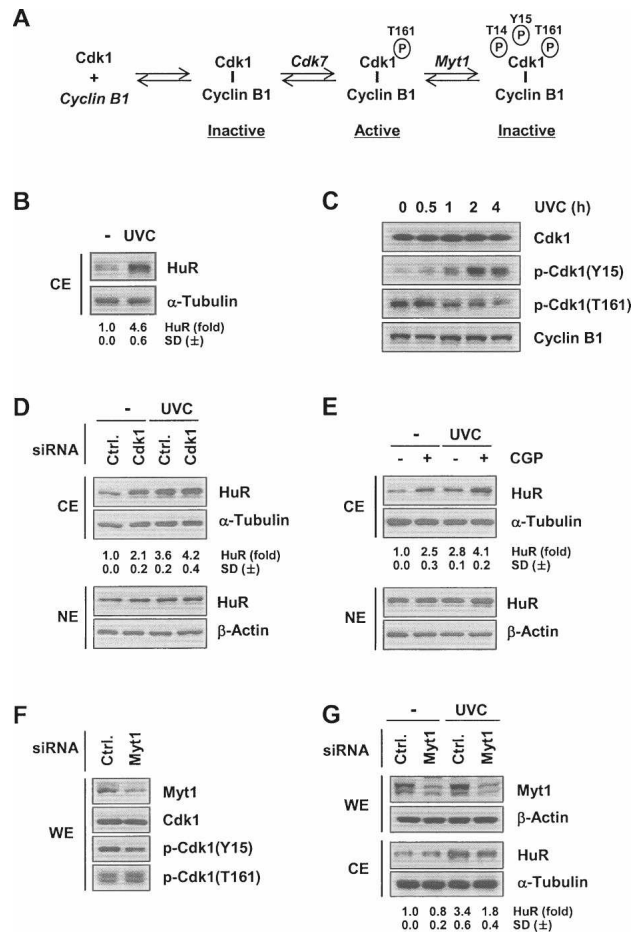 A
T161
P
T14
P
Y15
P
T161
P
Cdk1
+
Cyclin B1
Cdk1
Cyclin B1
Cdk7
Cdk1
Cyclin B1
Myt1
Cdk1
Cyclin B1
Inactive
Active
Inactive
B
- UVC
CE
HuR
α-Tubulin
1.0 4.6 HuR (fold)
0.0 0.6 SD (±)
C
0 0.5 1 2 4 UVC (h)
Cdk1
p-Cdk1(Y15)
p-Cdk1(T161)
Cyclin B1
D
- UVC
siRNA Ctrl. Cdk1 Ctrl. Cdk1
CE
HuR
α-Tubulin
1.0 2.1 3.6 4.2 HuR (fold)
0.0 0.2 0.2 0.4 SD (±)
NE
HuR
β-Actin
E
- UVC
- + - + CGP
CE
HuR
α-Tubulin
1.0 2.5 2.8 4.1 HuR (fold)
0.0 0.3 0.1 0.2 SD (±)
NE
HuR
β-Actin
F
siRNA Ctrl. Myt1
WE
Myt1
Cdk1
p-Cdk1(Y15)
p-Cdk1(T161)
G
- UVC
siRNA Ctrl. Myt1 Ctrl. Myt1
WE
Myt1
β-Actin
CE
HuR
α-Tubulin
1.0 0.8 3.4 1.8 HuR (fold)
0.0 0.2 0.6 0.4 SD (±)